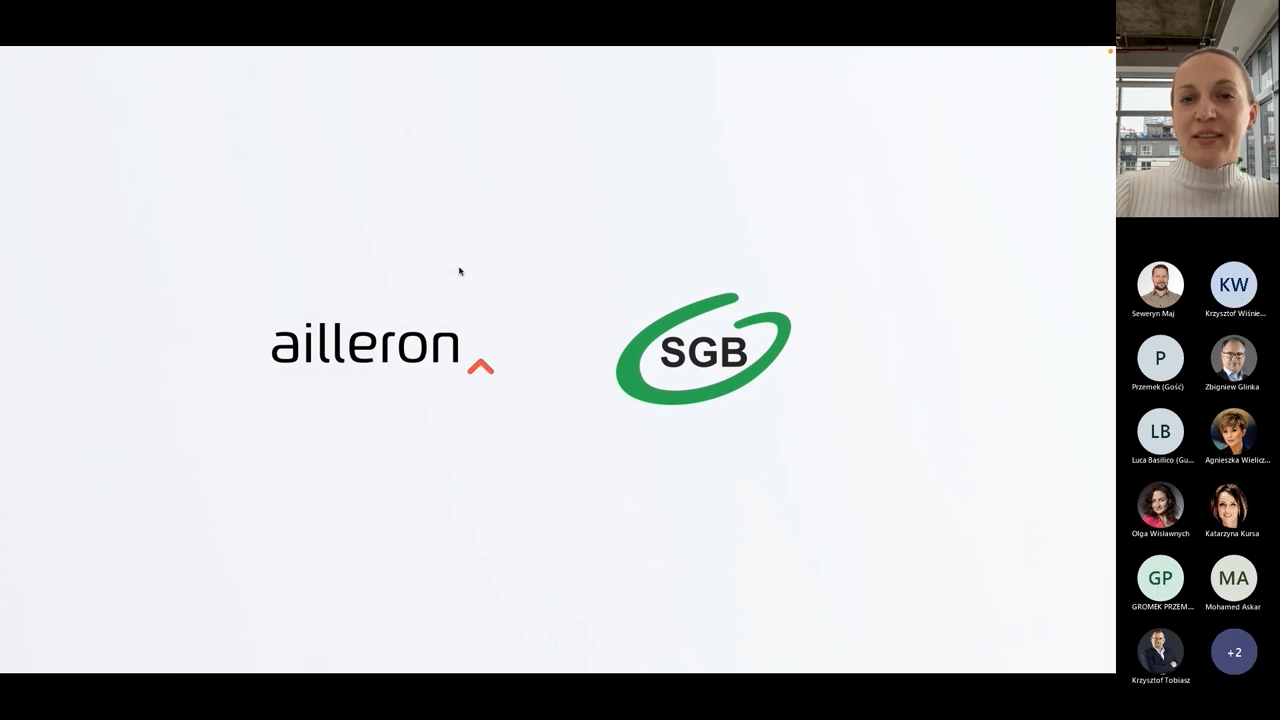 ailleron
SGB
Seweryn Maj
KW
Krzysztof Wiśnie...
P
Przemek (Gość)
Zbigniew Glinka
LB
Luca Basilico (Gu...
Agnieszka Wielicz...
Olga Wisławnych
Katarzyna Kursa
GP
GROMEK PRZEM...
MA
Mohamed Askar
Krzysztof Tobiasz
+2